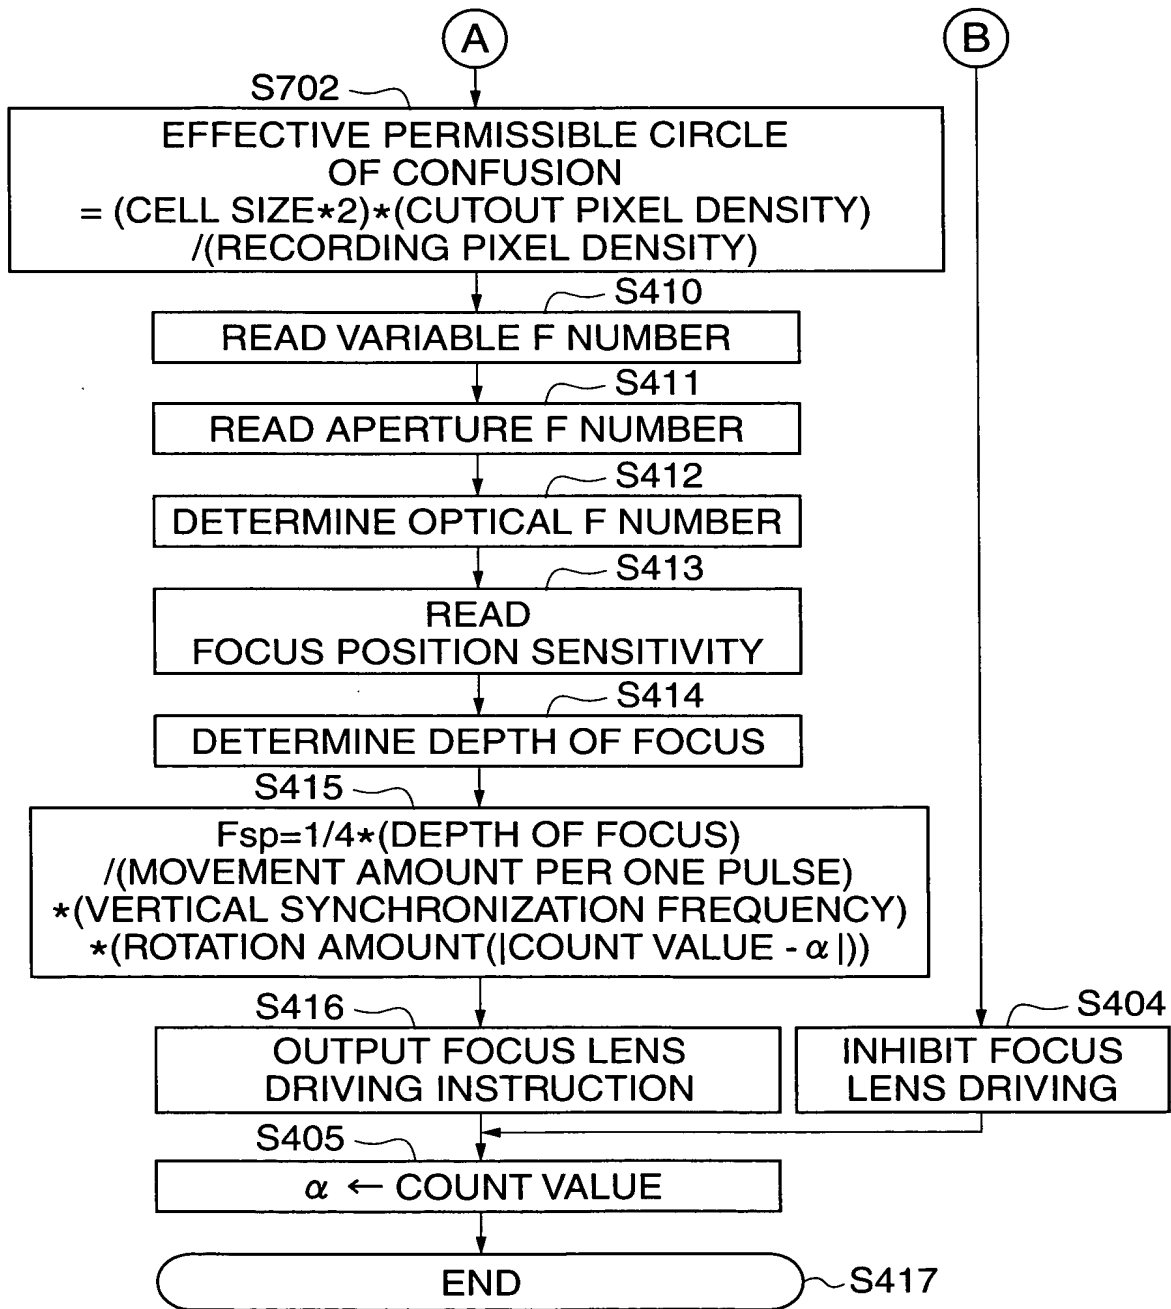 A
B
S702
EFFECTIVE PERMISSIBLE CIRCLE
OF CONFUSION
= (CELL SIZE*2)*(CUTOUT PIXEL DENSITY)
/(RECORDING PIXEL DENSITY)
S410
READ VARIABLE F NUMBER
S411
READ APERTURE F NUMBER
S412
DETERMINE OPTICAL F NUMBER
S413
READ
FOCUS POSITION SENSITIVITY
S414
DETERMINE DEPTH OF FOCUS
S415
Fsp=1/4*(DEPTH OF FOCUS)
/(MOVEMENT AMOUNT PER ONE PULSE)
*(VERTICAL SYNCHRONIZATION FREQUENCY)
*(ROTATION AMOUNT(|COUNT VALUE - α|))
S416
OUTPUT FOCUS LENS
DRIVING INSTRUCTION
S404
INHIBIT FOCUS
LENS DRIVING
S405
α ← COUNT VALUE
END
S417